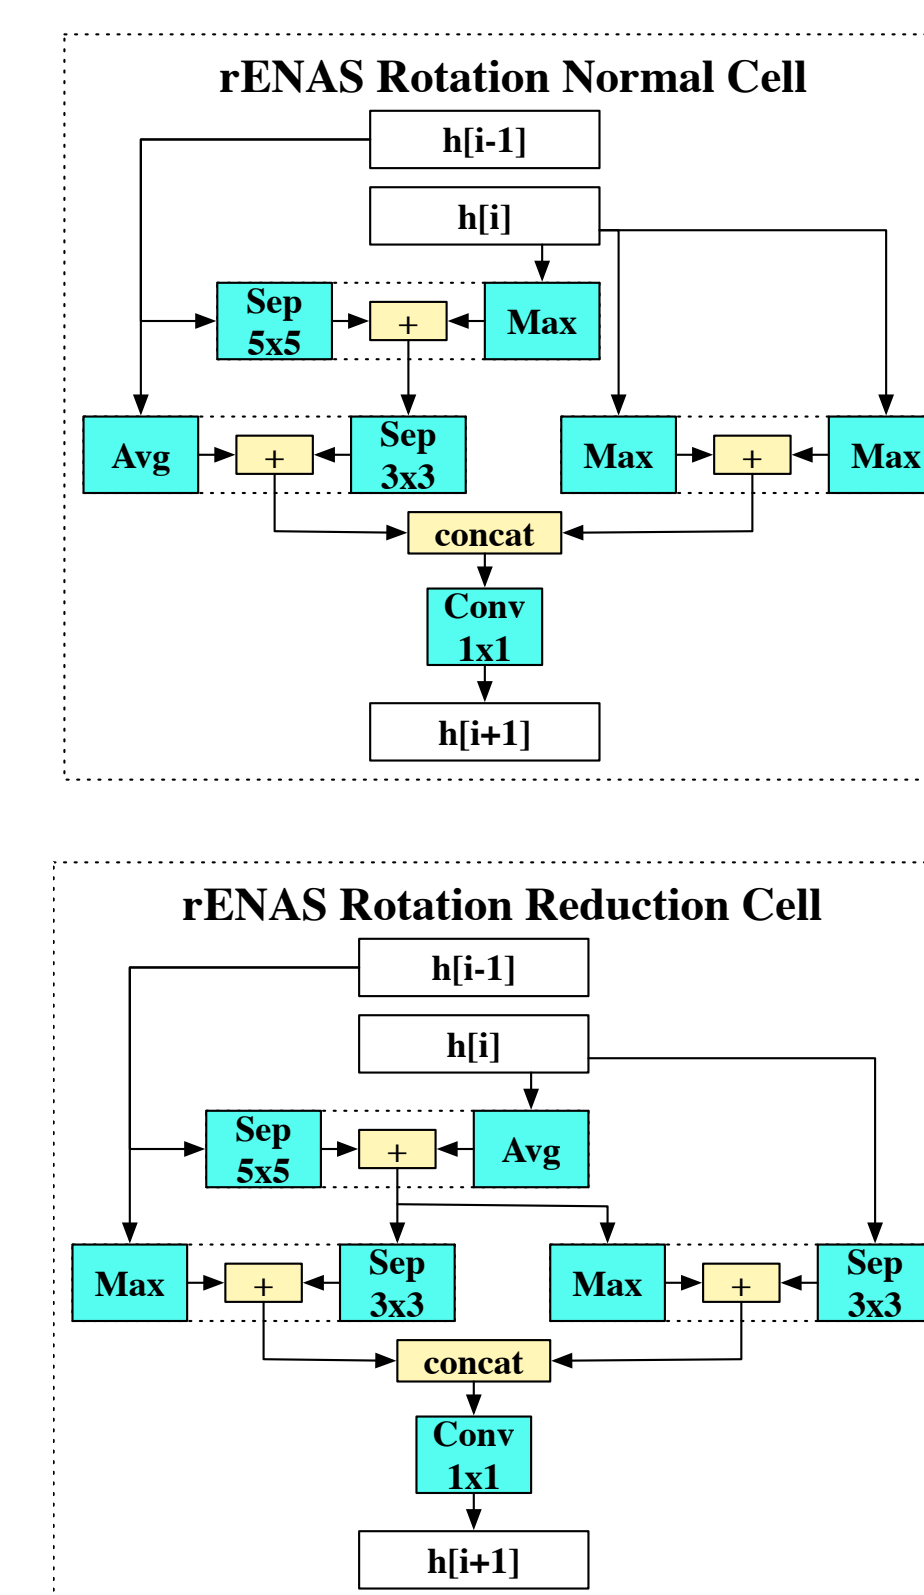 rENAS Rotation Normal Cell
h[i-1]
h[i]
Sep
5x5
+
Max
Avg
+
Sep
3x3
Max
+
Max
concat
Conv
1x1
h[i+1]
rENAS Rotation Reduction Cell
h[i-1]
h[i]
Sep
5x5
+
Avg
Max
+
Sep
3x3
Max
+
Sep
3x3
concat
Conv
1x1
h[i+1]